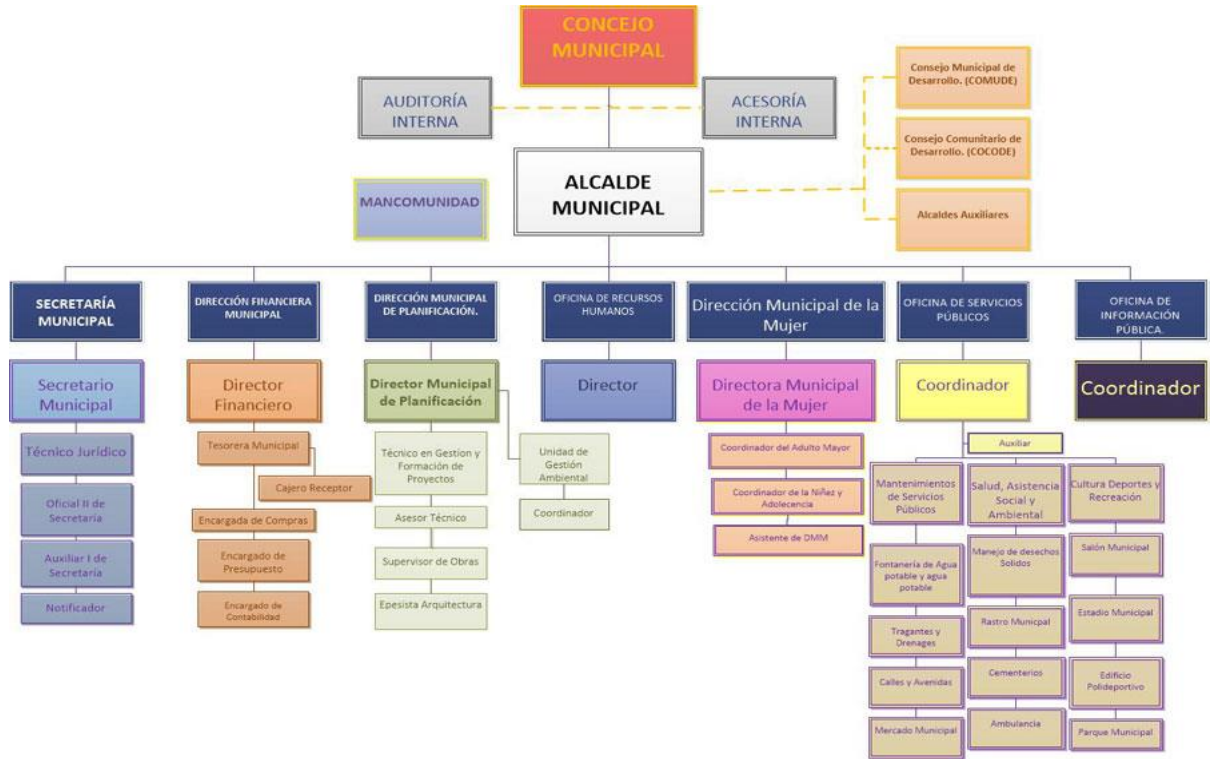 CONCEJO
MUNICIPAL
AUDITORÍA
INTERNA
ACESORÍA
INTERNA
Consejo Municipal de
Desarrollo. (COMUDE)
Consejo Comunitario de
Desarrollo. (COCODE)
Alcaldes Auxiliares
ALCALDE
MUNICIPAL
MANCOMUNIDAD
SECRETARÍA
MUNICIPAL
DIRECCIÓN FINANCIERA
MUNICIPAL
DIRECCIÓN MUNICIPAL
DE PLANIFICACIÓN.
OFICINA DE RECURSOS
HUMANOS
Dirección Municipal de la
Mujer
OFICINA DE SERVICIOS
PÚBLICOS
OFICINA DE
INFORMACIÓN
PÚBLICA.
Secretario
Municipal
Director
Financiero
Director Municipal
de Planificación
Director
Directora Municipal
de la Mujer
Coordinador
Coordinador
Técnico Jurídico
Oficial II de
Secretaría
Auxiliar I de
Secretaría
Notificador
Tesorera Municipal
Cajero Receptor
Encargada de Compras
Encargado de
Presupuesto
Encargado de
Contabilidad
Técnico en Gestion y
Formación de
Proyectos
Asesor Técnico
Supervisor de Obras
Epesista Arquitectura
Unidad de
Gestión
Ambiental
Coordinador
Coordinador del Adulto Mayor
Coordinador de la Niñez y
Adolecencia
Asistente de DMM
Auxiliar
Mantenimientos
de Servicios
Públicos
Fontanería de Agua
potable y agua
potable
Tragantes y
Drenages
Calles y Avenidas
Mercado Municipal
Salud, Asistencia
Social y
Ambiental
Manejo de desechos
Solidos
Rastro Municpal
Cementerios
Ambulancia
Cultura Deportes y
Recreación
Salón Municipal
Estadio Municipal
Edificio
Polideportivo
Parque Municipal